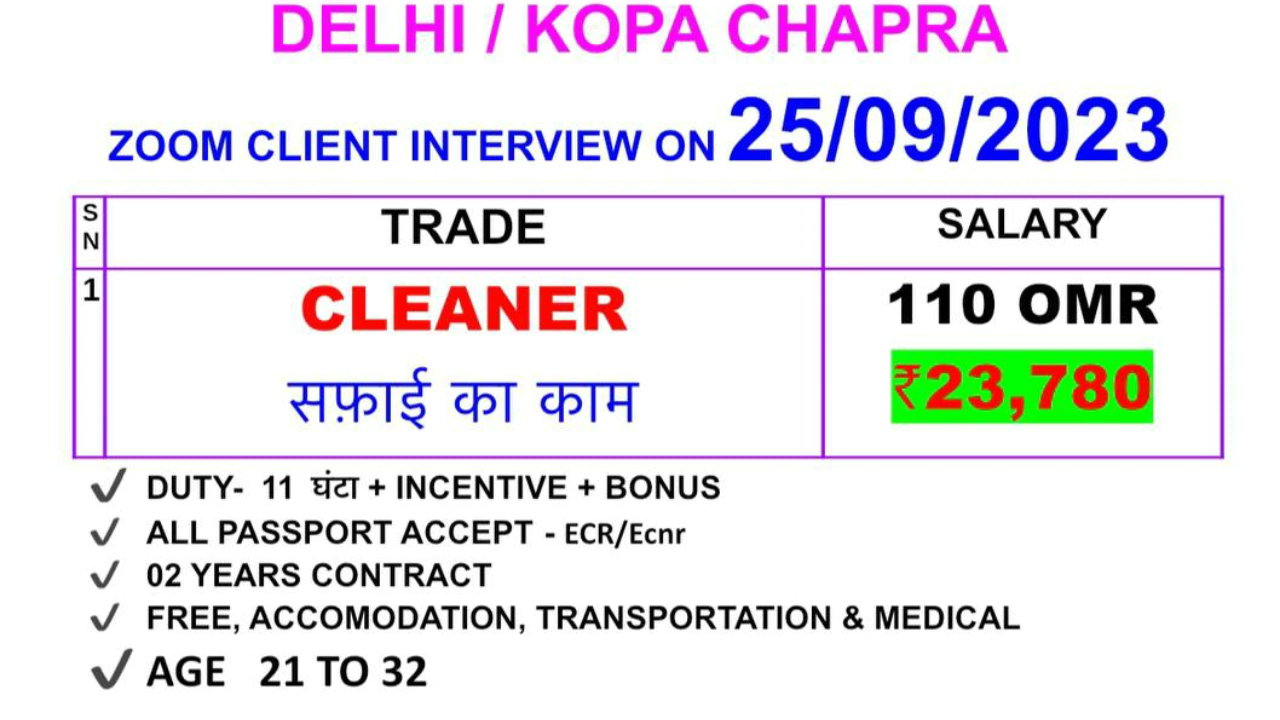 DELHI / KOPA CHAPRA
ZOOM CLIENT INTERVIEW ON 25/09/2023
SN TRADE SALARY
1 CLEANER 110 OMR
सफ़ाई का काम ₹23,780
✓ DUTY- 11 घंटा + INCENTIVE + BONUS
✓ ALL PASSPORT ACCEPT - ECR/Ecnr
✓ 02 YEARS CONTRACT
✓ FREE, ACCOMODATION, TRANSPORTATION & MEDICAL
✓ AGE 21 TO 32